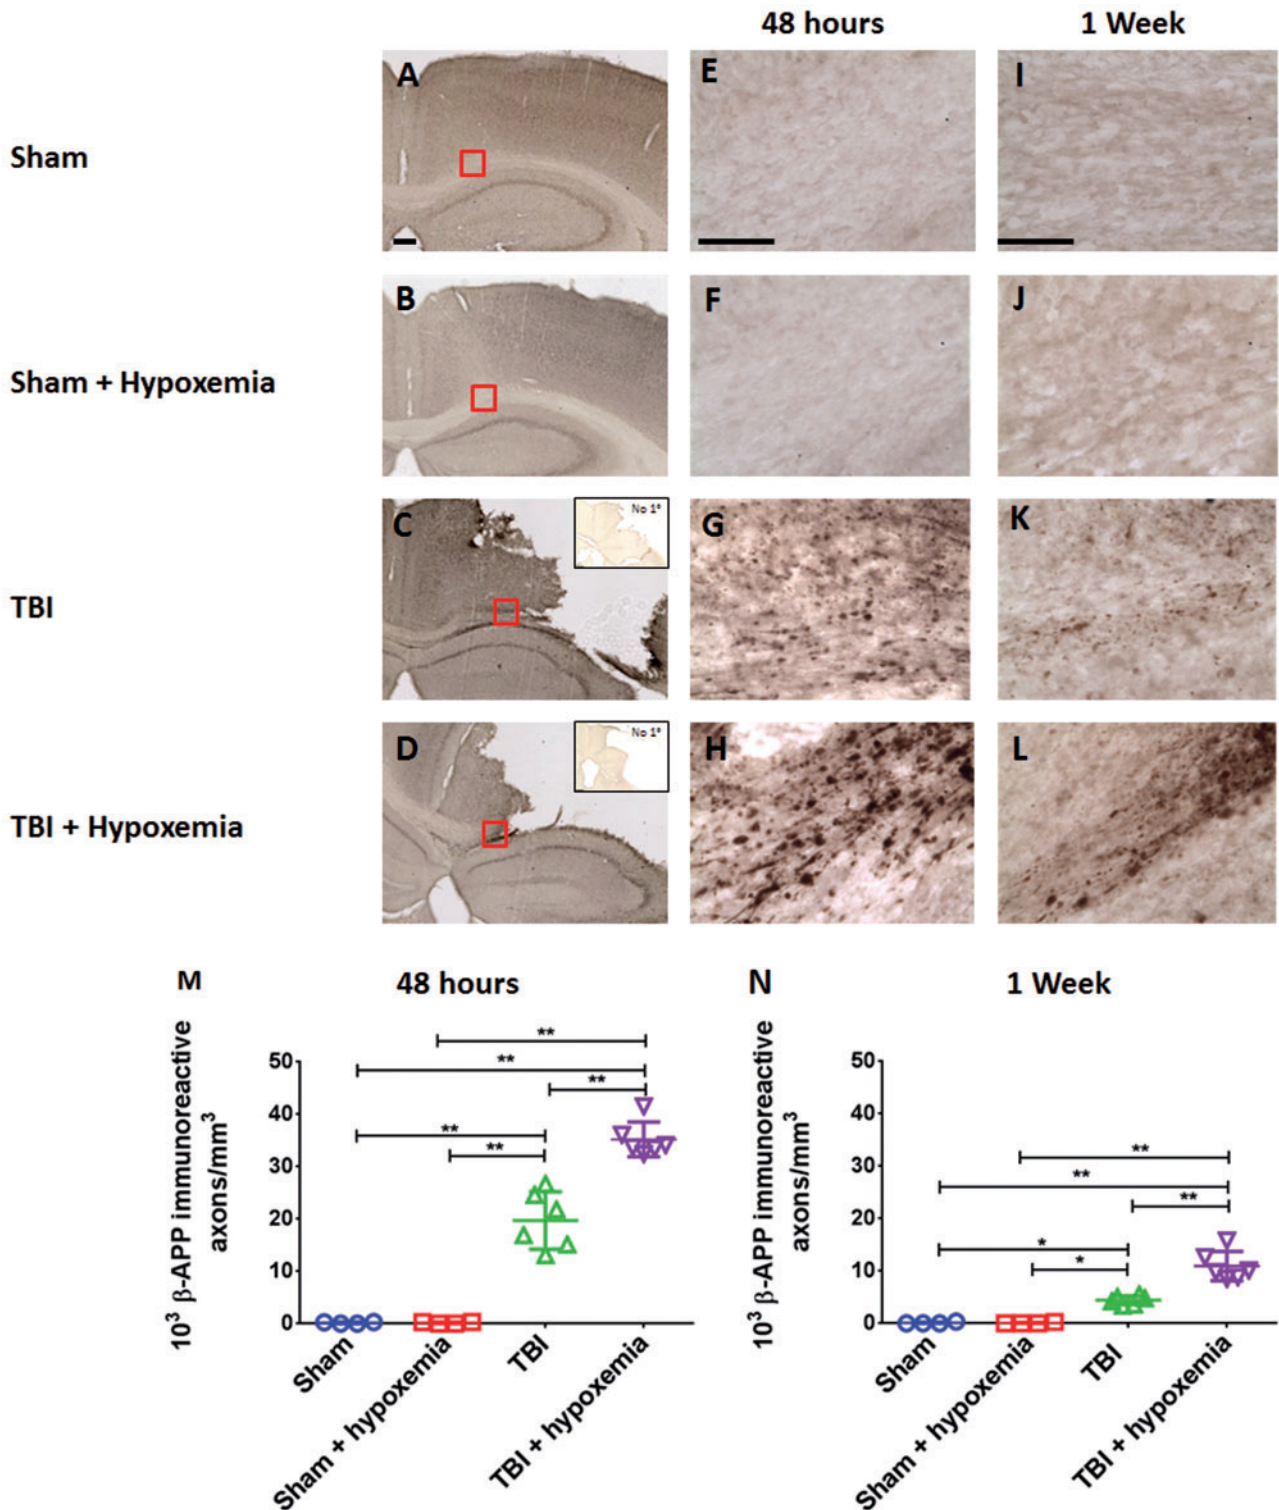 48 hours 1 Week
Sham
A E I
Sham + Hypoxemia
B F J
TBI
C No 1° G K
TBI + Hypoxemia
D No 1° H L
M 48 hours
10³ β-APP immunoreactive
axons/mm³
50
40
30
20
10
0
**
**
**
**
**
Sham
Sham + hypoxemia
TBI
TBI + hypoxemia
N 1 Week
10³ β-APP immunoreactive
axons/mm³
50
40
30
20
10
0
**
**
**
*
*
Sham
Sham + hypoxemia
TBI
TBI + hypoxemia